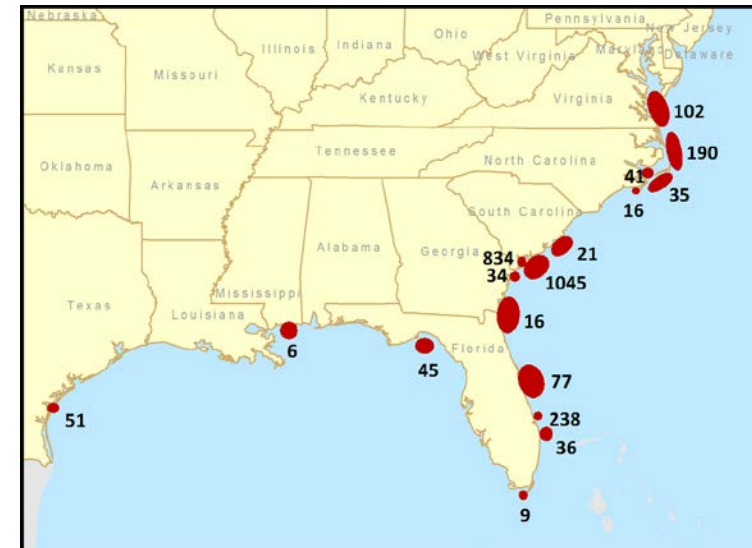 Nebraska
Pennsylvania
Ohio
New Jersey
Illinois
Indiana
Maryland
Delaware
West Virginia
Kansas
Missouri
Kentucky
Virginia
102
Tennessee
190
North Carolina
Oklahoma
41
Arkansas
35
16
South Carolina
21
Alabama
Georgia
834
34
1045
Mississippi
Texas
Louisiana
16
6
45
Florida
77
51
238
36
9